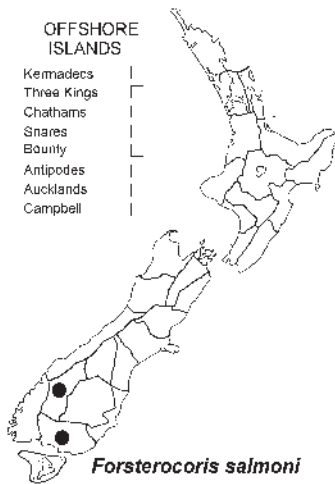 OFFSHORE
ISLANDS
Kermadecs
Three Kings
Chathams
Snares
Bounty
Antipodes
Aucklands
Campbell
Forsterocoris salmoni